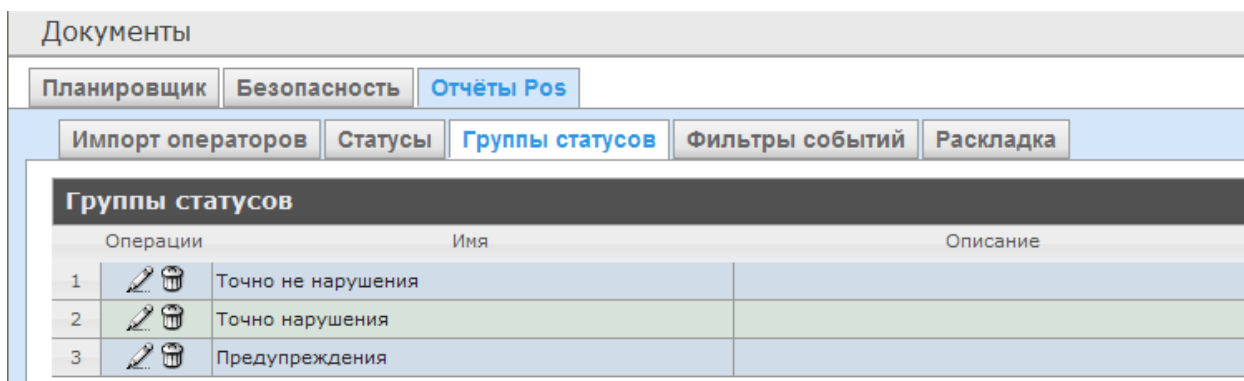 Документы
Планировщик Безопасность Отчёты Pos
Импорт операторов Статусы Группы статусов Фильтры событий Раскладка
Группы статусов
Операции Имя Описание
1 Точно не нарушения
2 Точно нарушения
3 Предупреждения